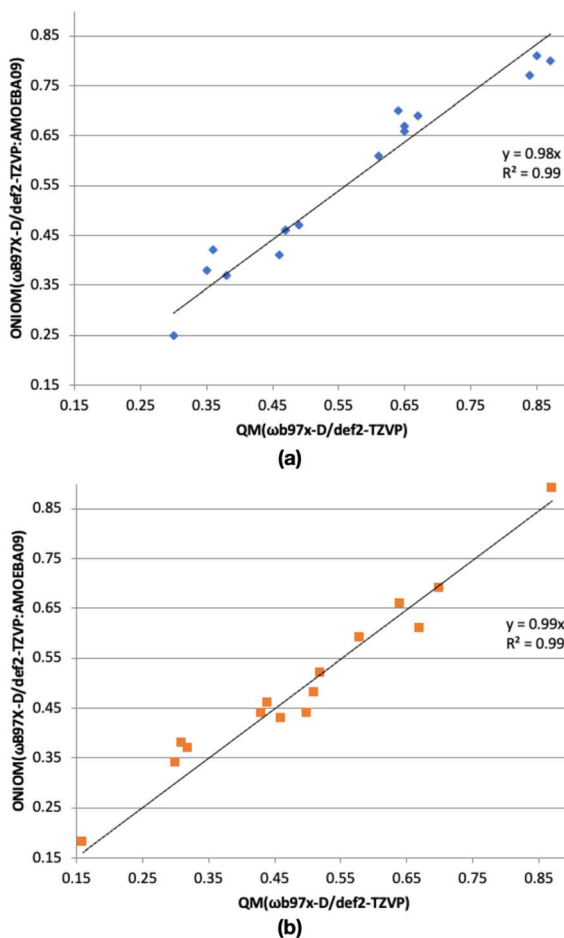 ONIOM(ωB97X-D/def2-TZVP:AMOEBA09)
0.85
0.75
0.65
0.55
0.45
0.35
0.25
0.15
y = 0.98x
R² = 0.99
0.15 0.25 0.35 0.45 0.55 0.65 0.75 0.85
QM(ωb97x-D/def2-TZVP)
(a)
ONIOM(ωB97X-D/def2-TZVP:AMOEBA09)
0.85
0.75
0.65
0.55
0.45
0.35
0.25
0.15
y = 0.99x
R² = 0.99
0.15 0.25 0.35 0.45 0.55 0.65 0.75 0.85
QM(ωb97x-D/def2-TZVP)
(b)